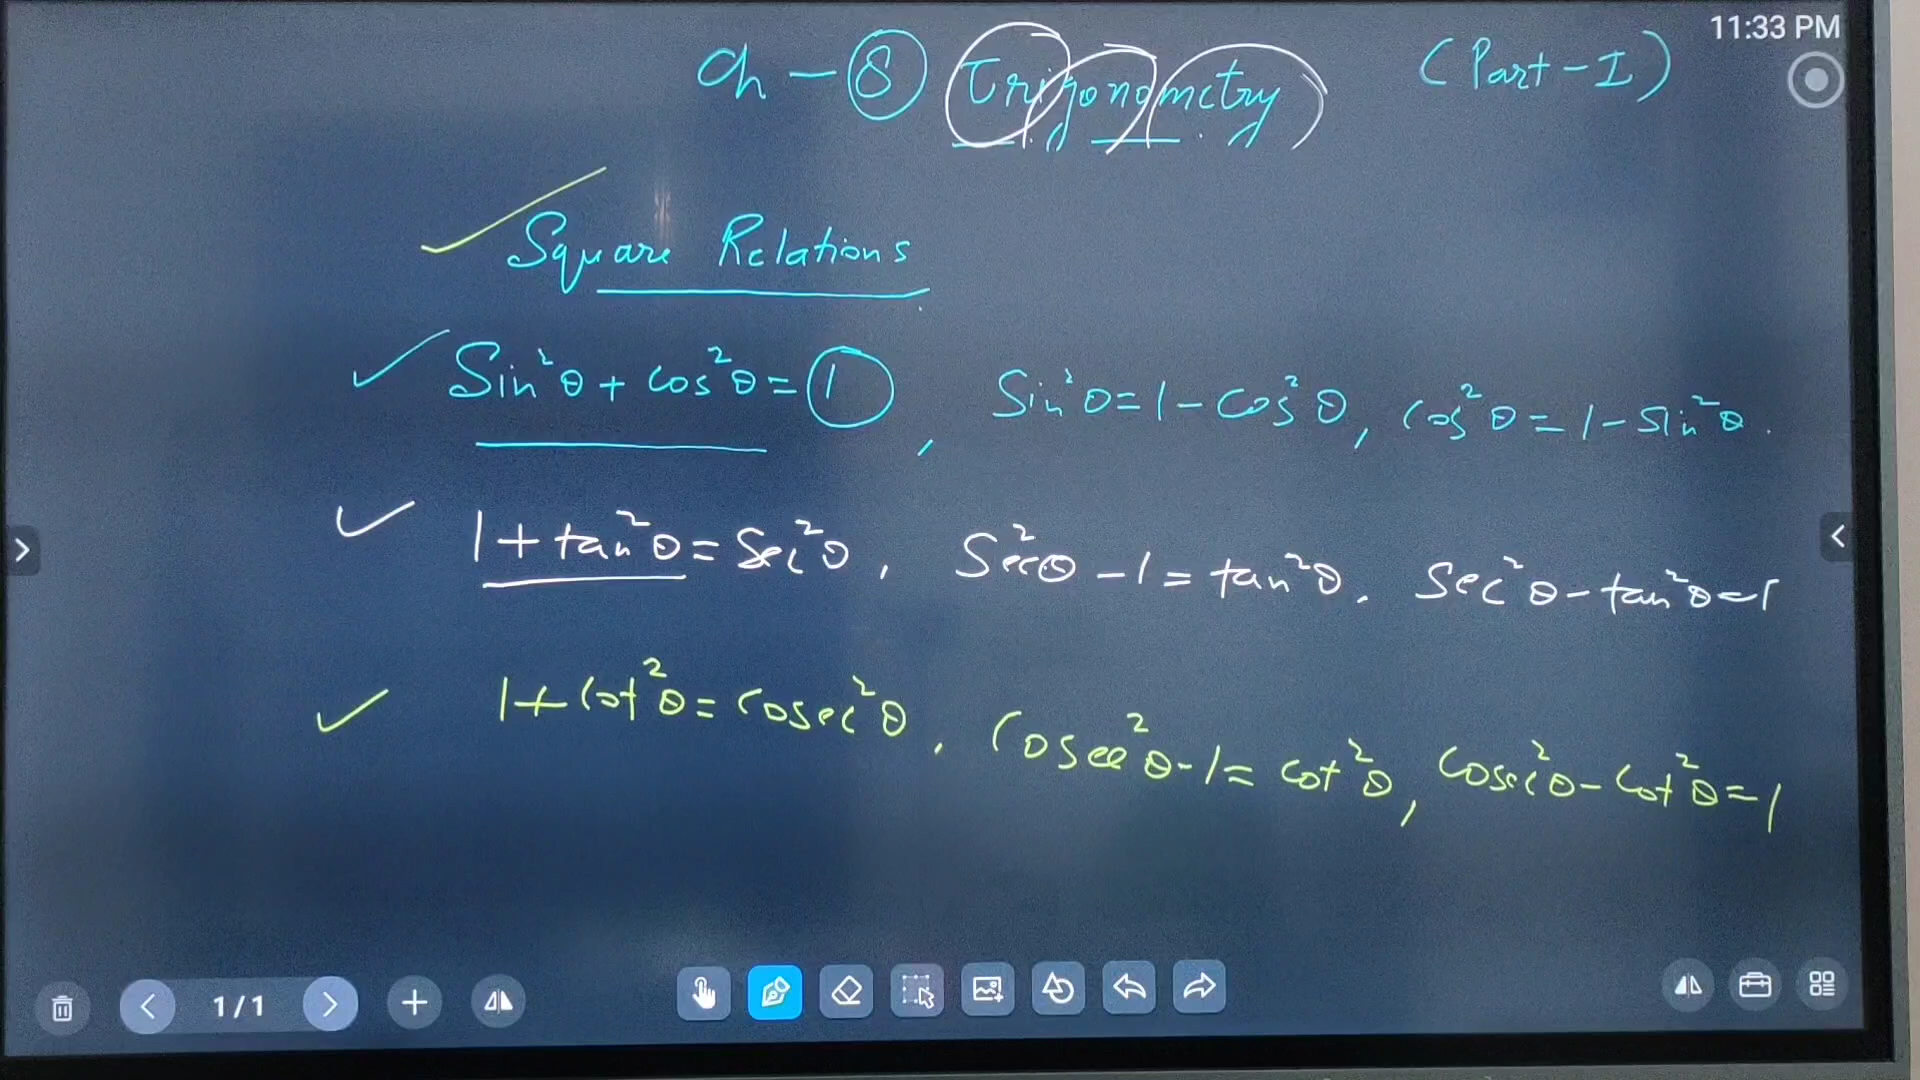 11:33 PM
Ch - 8 Trigonometry (Part - I)
Square Relations
Sin²θ + cos²θ = 1, Sin²θ = 1 - Cos²θ, cos²θ = 1 - Sin²θ.
1 + tan²θ = Sec²θ, Sec²θ - 1 = tan²θ. Sec²θ - tan²θ = 1
1 + cot²θ = cosec²θ, cosec²θ - 1 = cot²θ, cosec²θ - cot²θ = 1
1/1